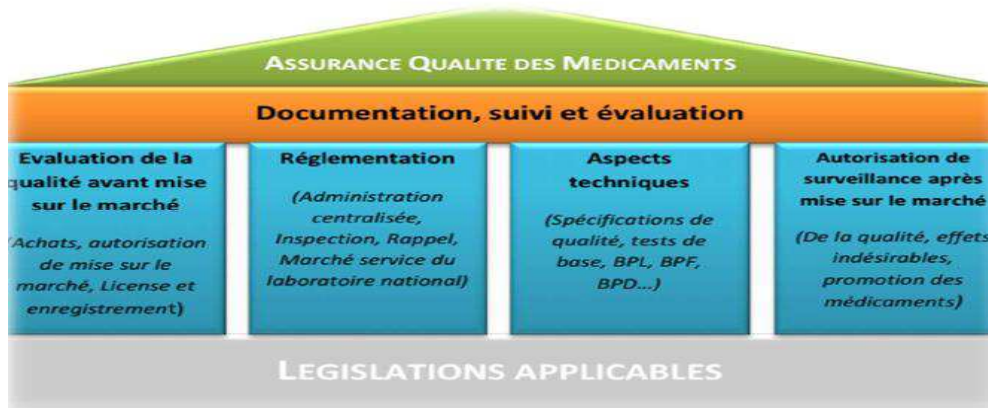 ASSURANCE QUALITE DES MEDICAMENTS
Documentation, suivi et évaluation
Evaluation de la
qualité avant mise
sur le marché
(Achats, autorisation
de mise sur le
marché, License et
enregistrement)
Réglementation
(Administration
centralisée,
Inspection, Rappel,
Marché service du
laboratoire national)
Aspects
techniques
(Spécifications de
qualité, tests de
base, BPL, BPF,
BPD...)
Autorisation de
surveillance après
mise sur le marché
(De la qualité, effets
indésirables,
promotion des
médicaments)
LEGISLATIONS APPLICABLES